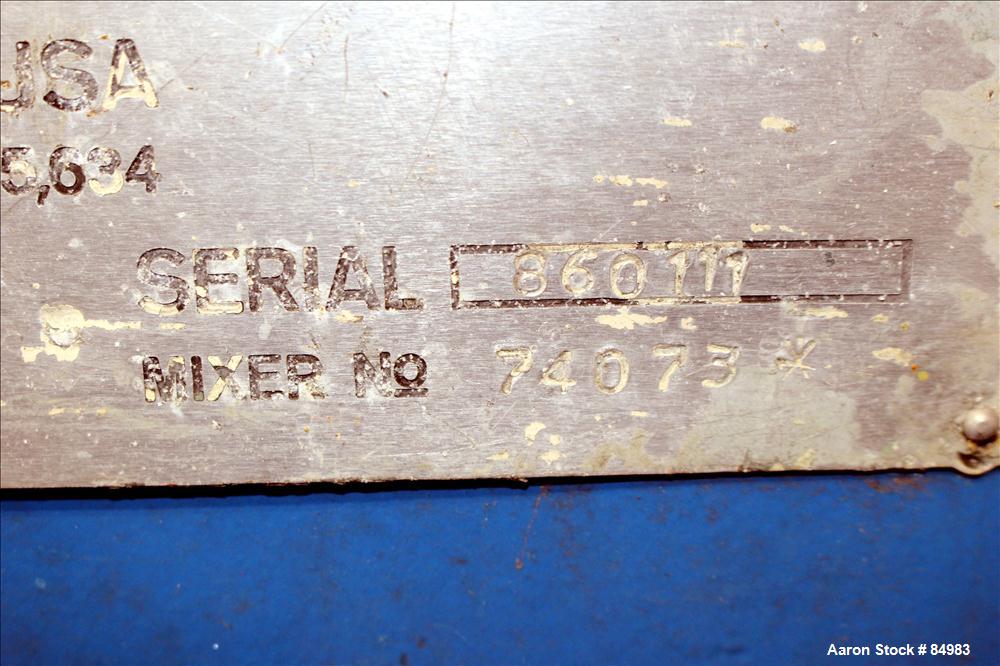 USA
5,634
SERIAL 860111
MIXER No 74073*
Aaron Stock # 84983